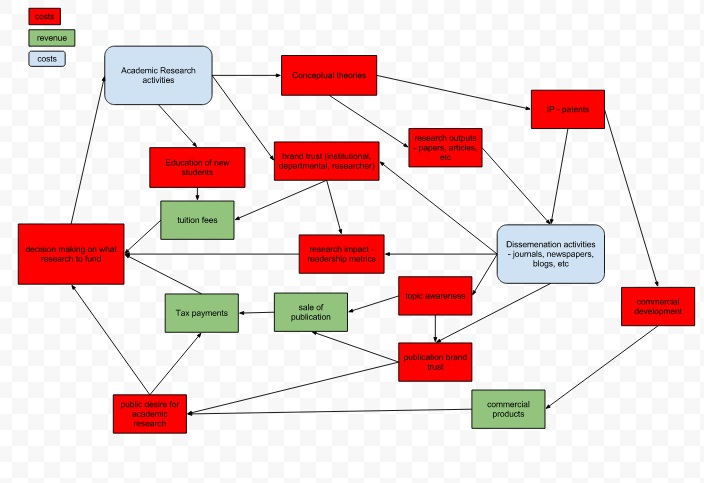 costs
revenue
costs
Academic Research
activities
Conceptual theories
IP - patents
research outputs
- papers, articles,
etc
Education of new
students
brand trust (institutional,
departmental, researcher)
tuition fees
decision making on what
research to fund
research impact -
readership metrics
Dissemenation activities
- journals, newspapers,
blogs, etc
topic awareness
commercial
development
Tax payments
sale of
publication
publication brand
trust
public desire for
academic
research
commercial
products